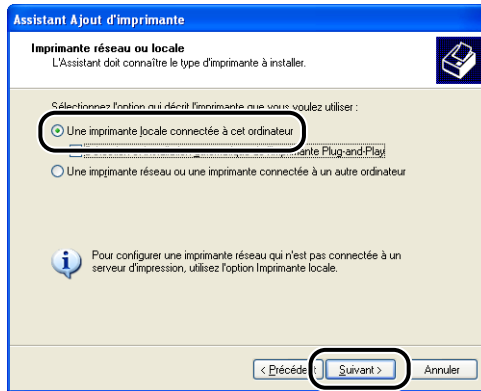 Assistant Ajout d'imprimante
Imprimante réseau ou locale
L'Assistant doit connaître le type d'imprimante à installer.
Sélectionnez l'option qui décrit l'imprimante que vous voulez utiliser :
Une imprimante locale connectée à cet ordinateur
imprimante Plug-and-Play
Une imprimante réseau ou une imprimante connectée à un autre ordinateur
Pour configurer une imprimante réseau qui n'est pas connectée à un
serveur d'impression, utilisez l'option Imprimante locale.
< Précédent Suivant > Annuler